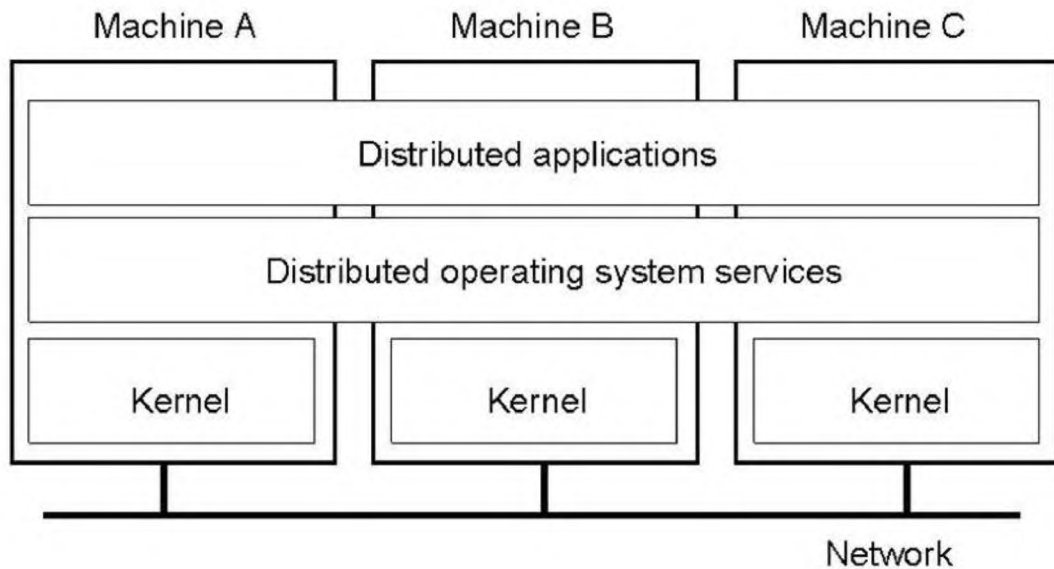 Machine A
Machine B
Machine C
Distributed applications
Distributed operating system services
Kernel
Kernel
Kernel
Network